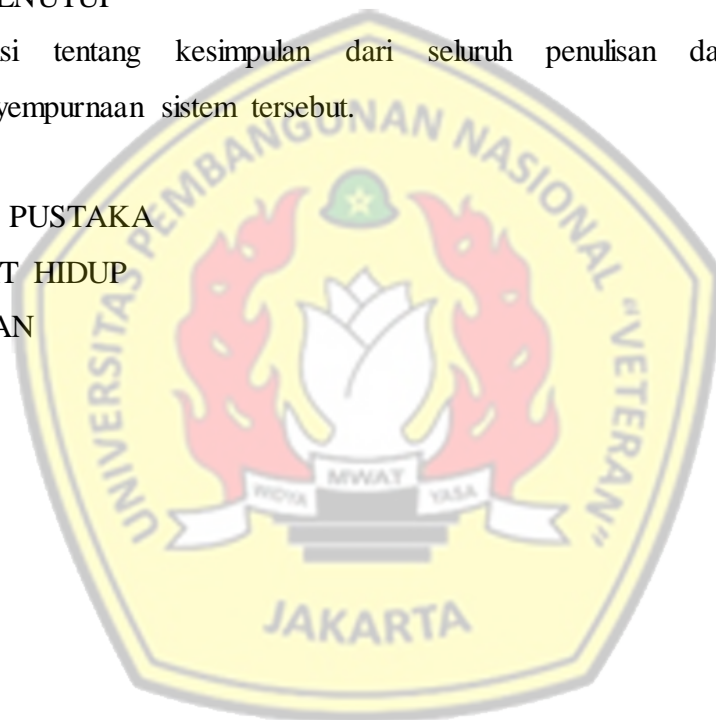 ENUTUP
si tentang kesimpulan dari seluruh penulisan da
yempurnaan sistem tersebut.
PUSTAKA
T HIDUP
AN
UNIVERSITAS PEMBANGUNAN NASIONAL "VETERAN"
WIDYA MWAT YASA
JAKARTA